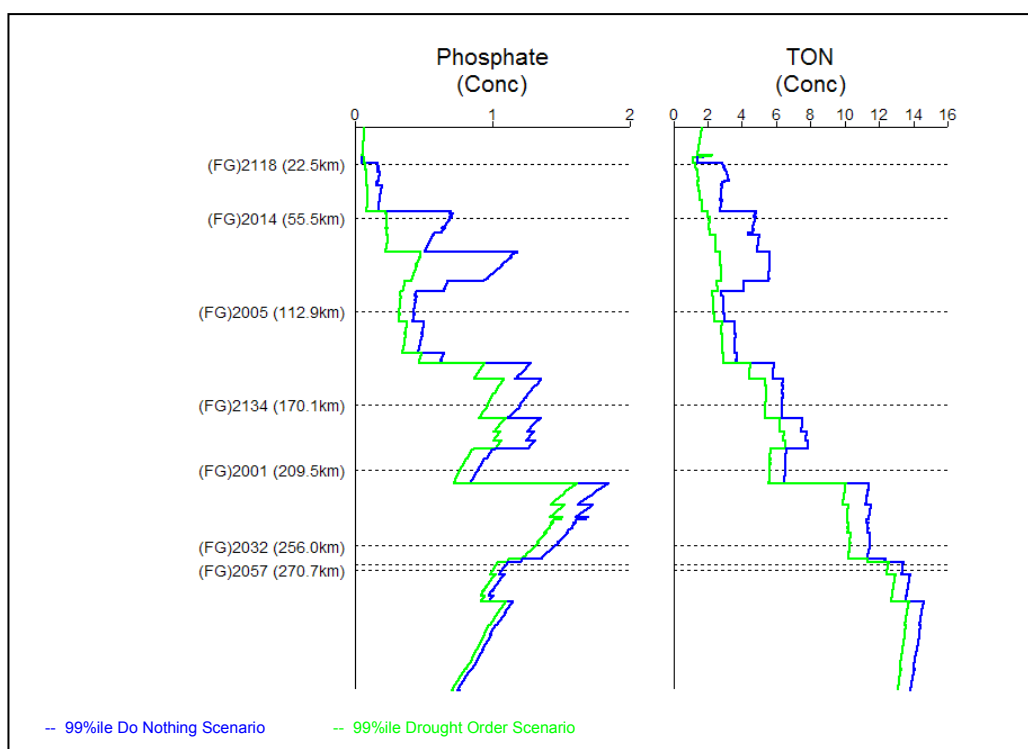 Phosphate TON
(Conc) (Conc)
0 1 2 0 2 4 6 8 10 12 14 16
(FG)2118 (22.5km)
(FG)2014 (55.5km)
(FG)2005 (112.9km)
(FG)2134 (170.1km)
(FG)2001 (209.5km)
(FG)2032 (256.0km)
(FG)2057 (270.7km)
-- 99%ile Do Nothing Scenario -- 99%ile Drought Order Scenario